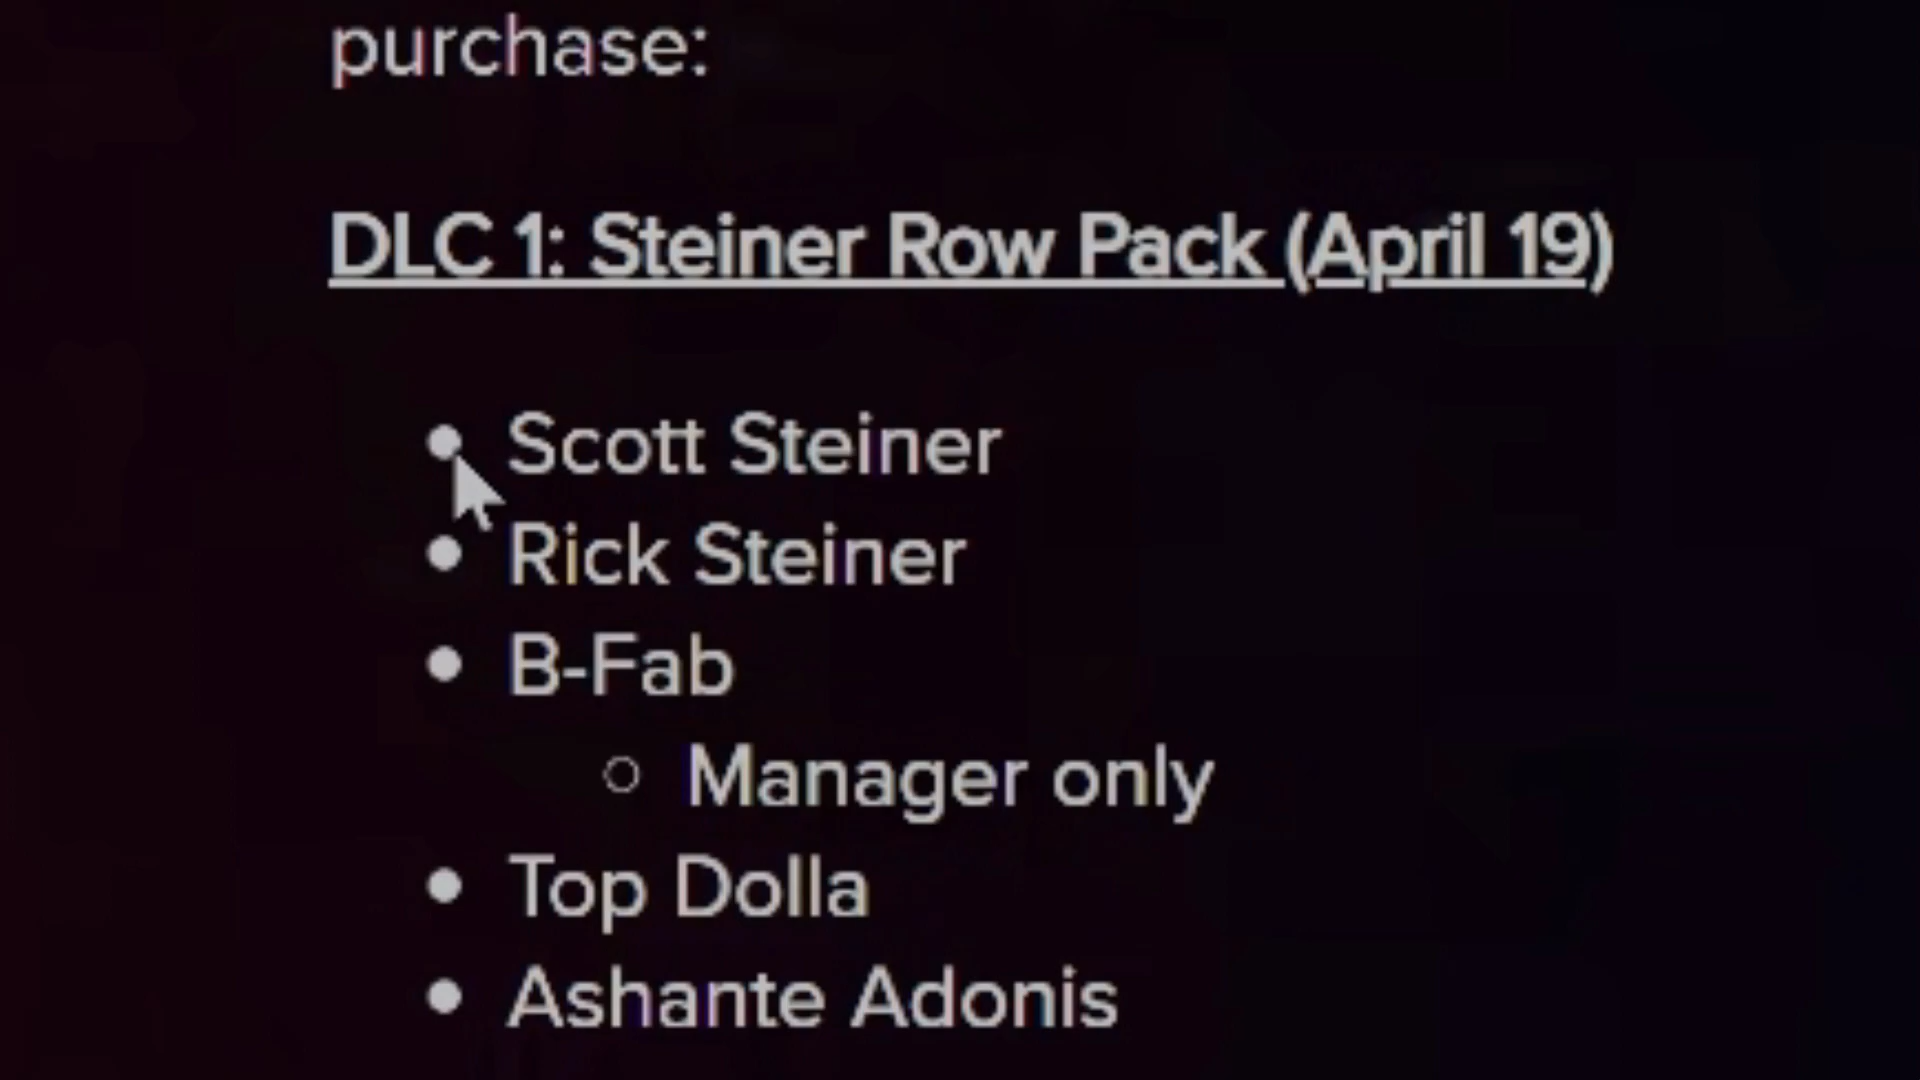 purchase:
DLC 1: Steiner Row Pack (April 19)
Scott Steiner
Rick Steiner
B-Fab
Manager only
Top Dolla
Ashante Adonis